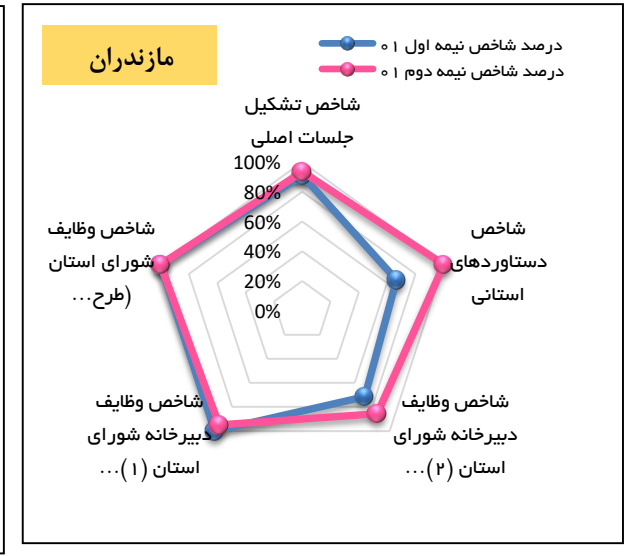 مازندران
درصد شاخص نیمه اول ۰۱
درصد شاخص نیمه دوم ۰۱
شاخص تشکیل
جلسات اصلی
100%
80%
60%
40%
20%
0%
شاخص
دستاوردهای
استانی
شاخص وظایف
دبیرخانه شورای
استان (۲)...
شاخص وظایف
دبیرخانه شورای
استان (۱)...
شاخص وظایف
شورای استان
(طرح...